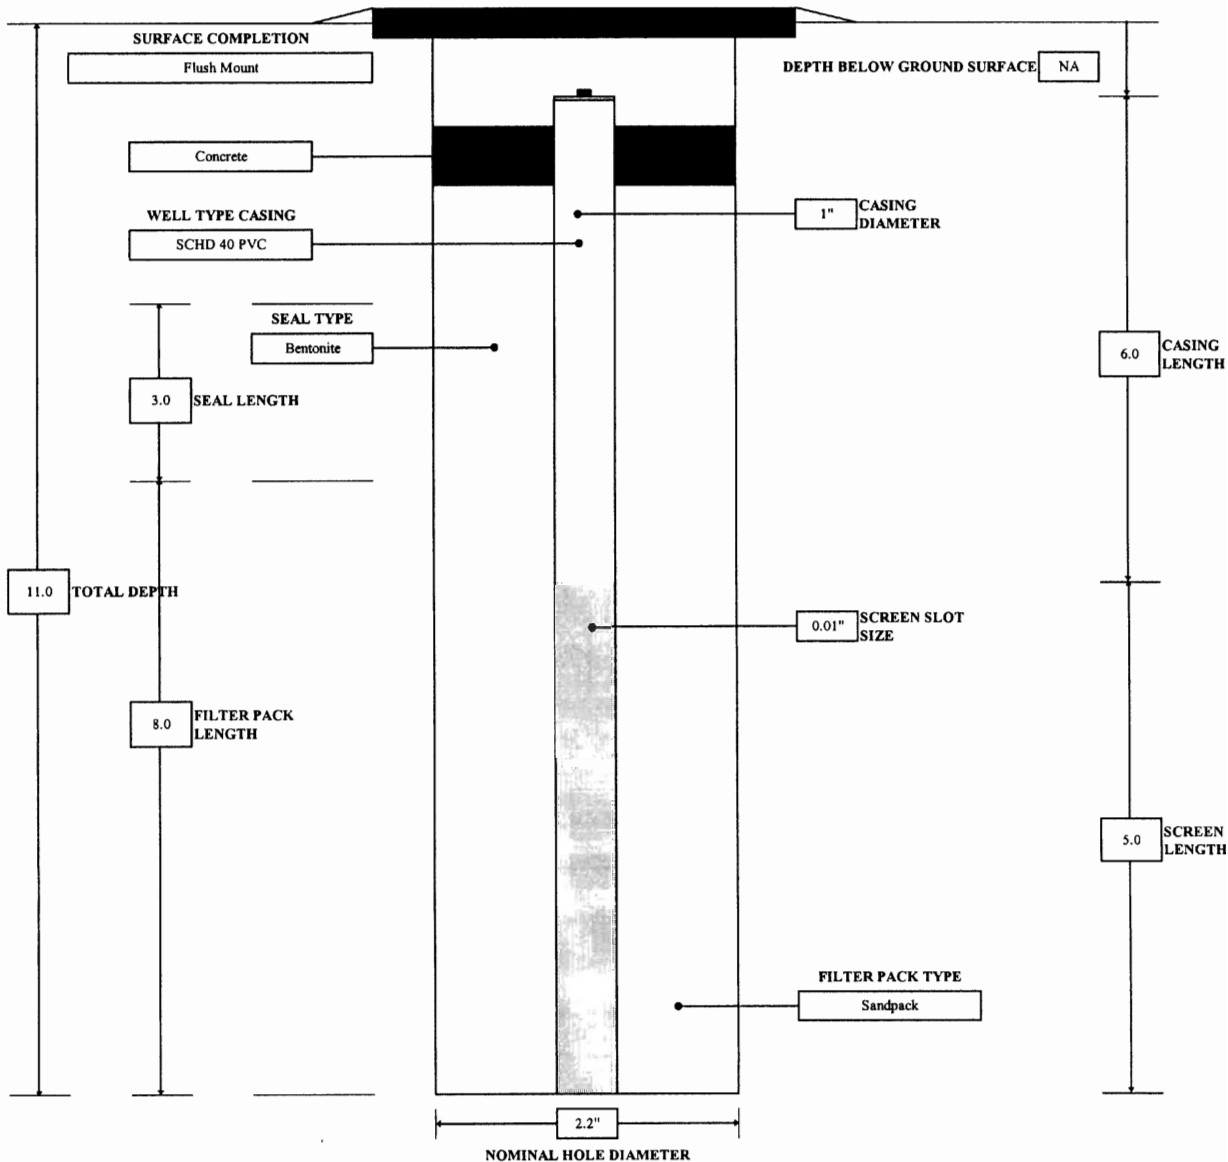 SURFACE COMPLETION
Flush Mount
DEPTH BELOW GROUND SURFACE NA
Concrete
WELL TYPE CASING
SCHD 40 PVC
1" CASING
DIAMETER
SEAL TYPE
Bentonite
6.0 CASING
LENGTH
3.0 SEAL LENGTH
11.0 TOTAL DEPTH
0.01" SCREEN SLOT
SIZE
8.0 FILTER PACK
LENGTH
5.0 SCREEN
LENGTH
FILTER PACK TYPE
Sandpack
2.2"
NOMINAL HOLE DIAMETER